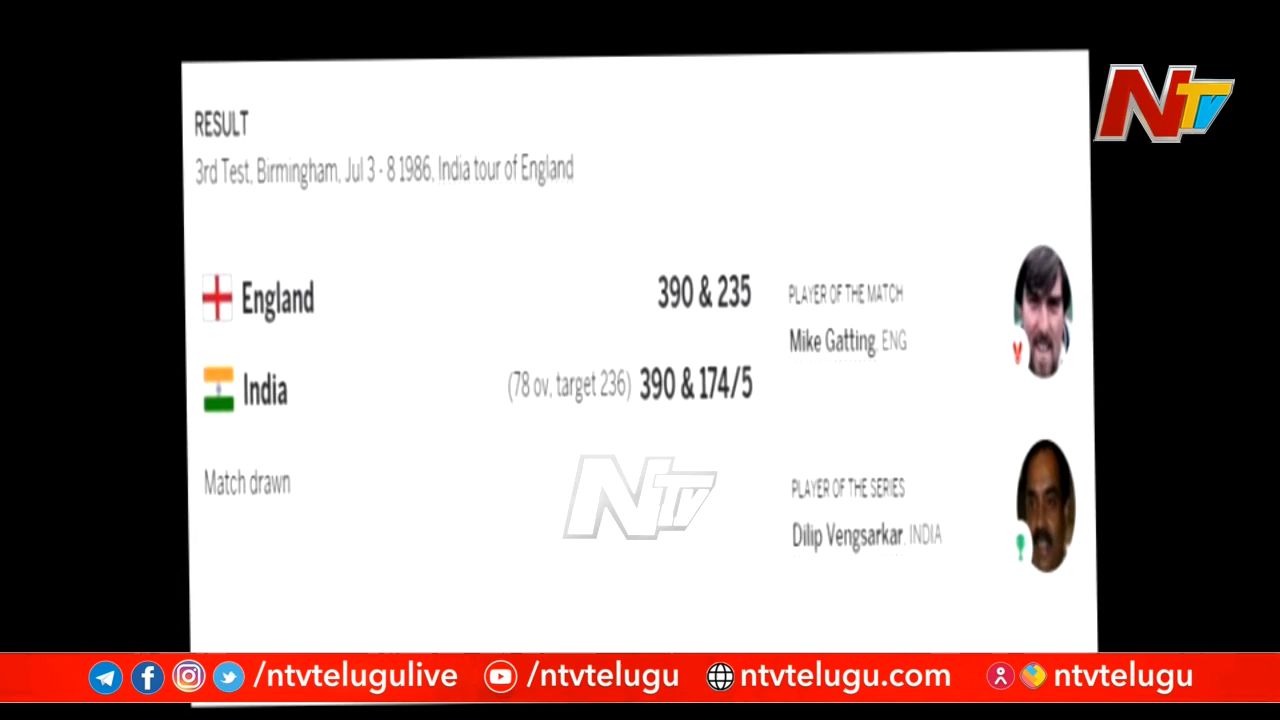 NTV
RESULT
3rd Test, Birmingham, Jul 3 - 8 1986, India tour of England
England 390 & 235
India (78 ov, target 236) 390 & 174/5
Match drawn
PLAYER OF THE MATCH
Mike Gatting, ENG
PLAYER OF THE SERIES
Dilip Vengsarkar, INDIA
NTV
/ntvtelugulive /ntvtelugu ntvtelugu.com ntvtelugu